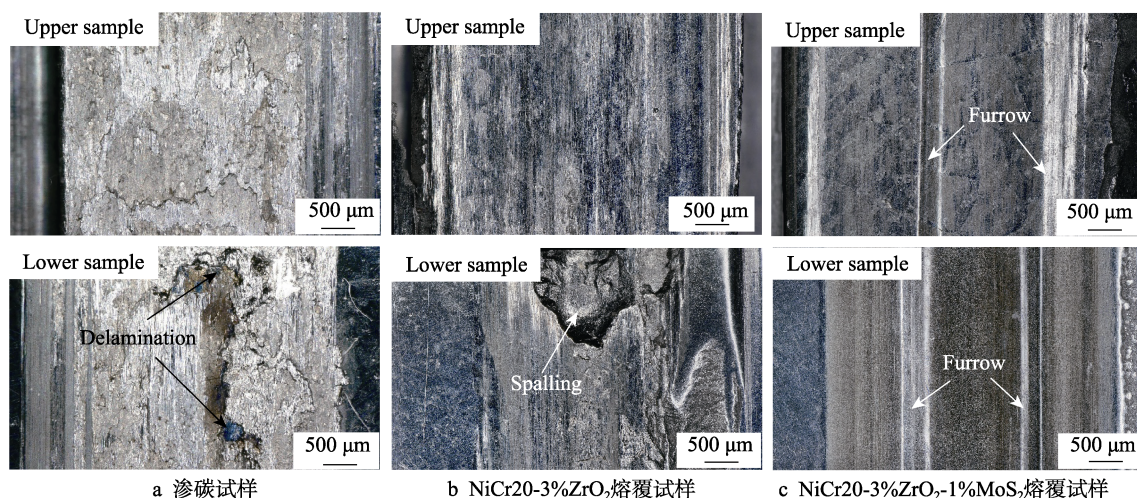 Upper sample
500 μm
Upper sample
500 μm
Upper sample
Furrow
500 μm
Lower sample
Delamination
500 μm
Lower sample
Spalling
500 μm
Lower sample
Furrow
500 μm
a 渗碳试样
b NiCr20-3%ZrO₂熔覆试样
c NiCr20-3%ZrO₂-1%MoS₂熔覆试样